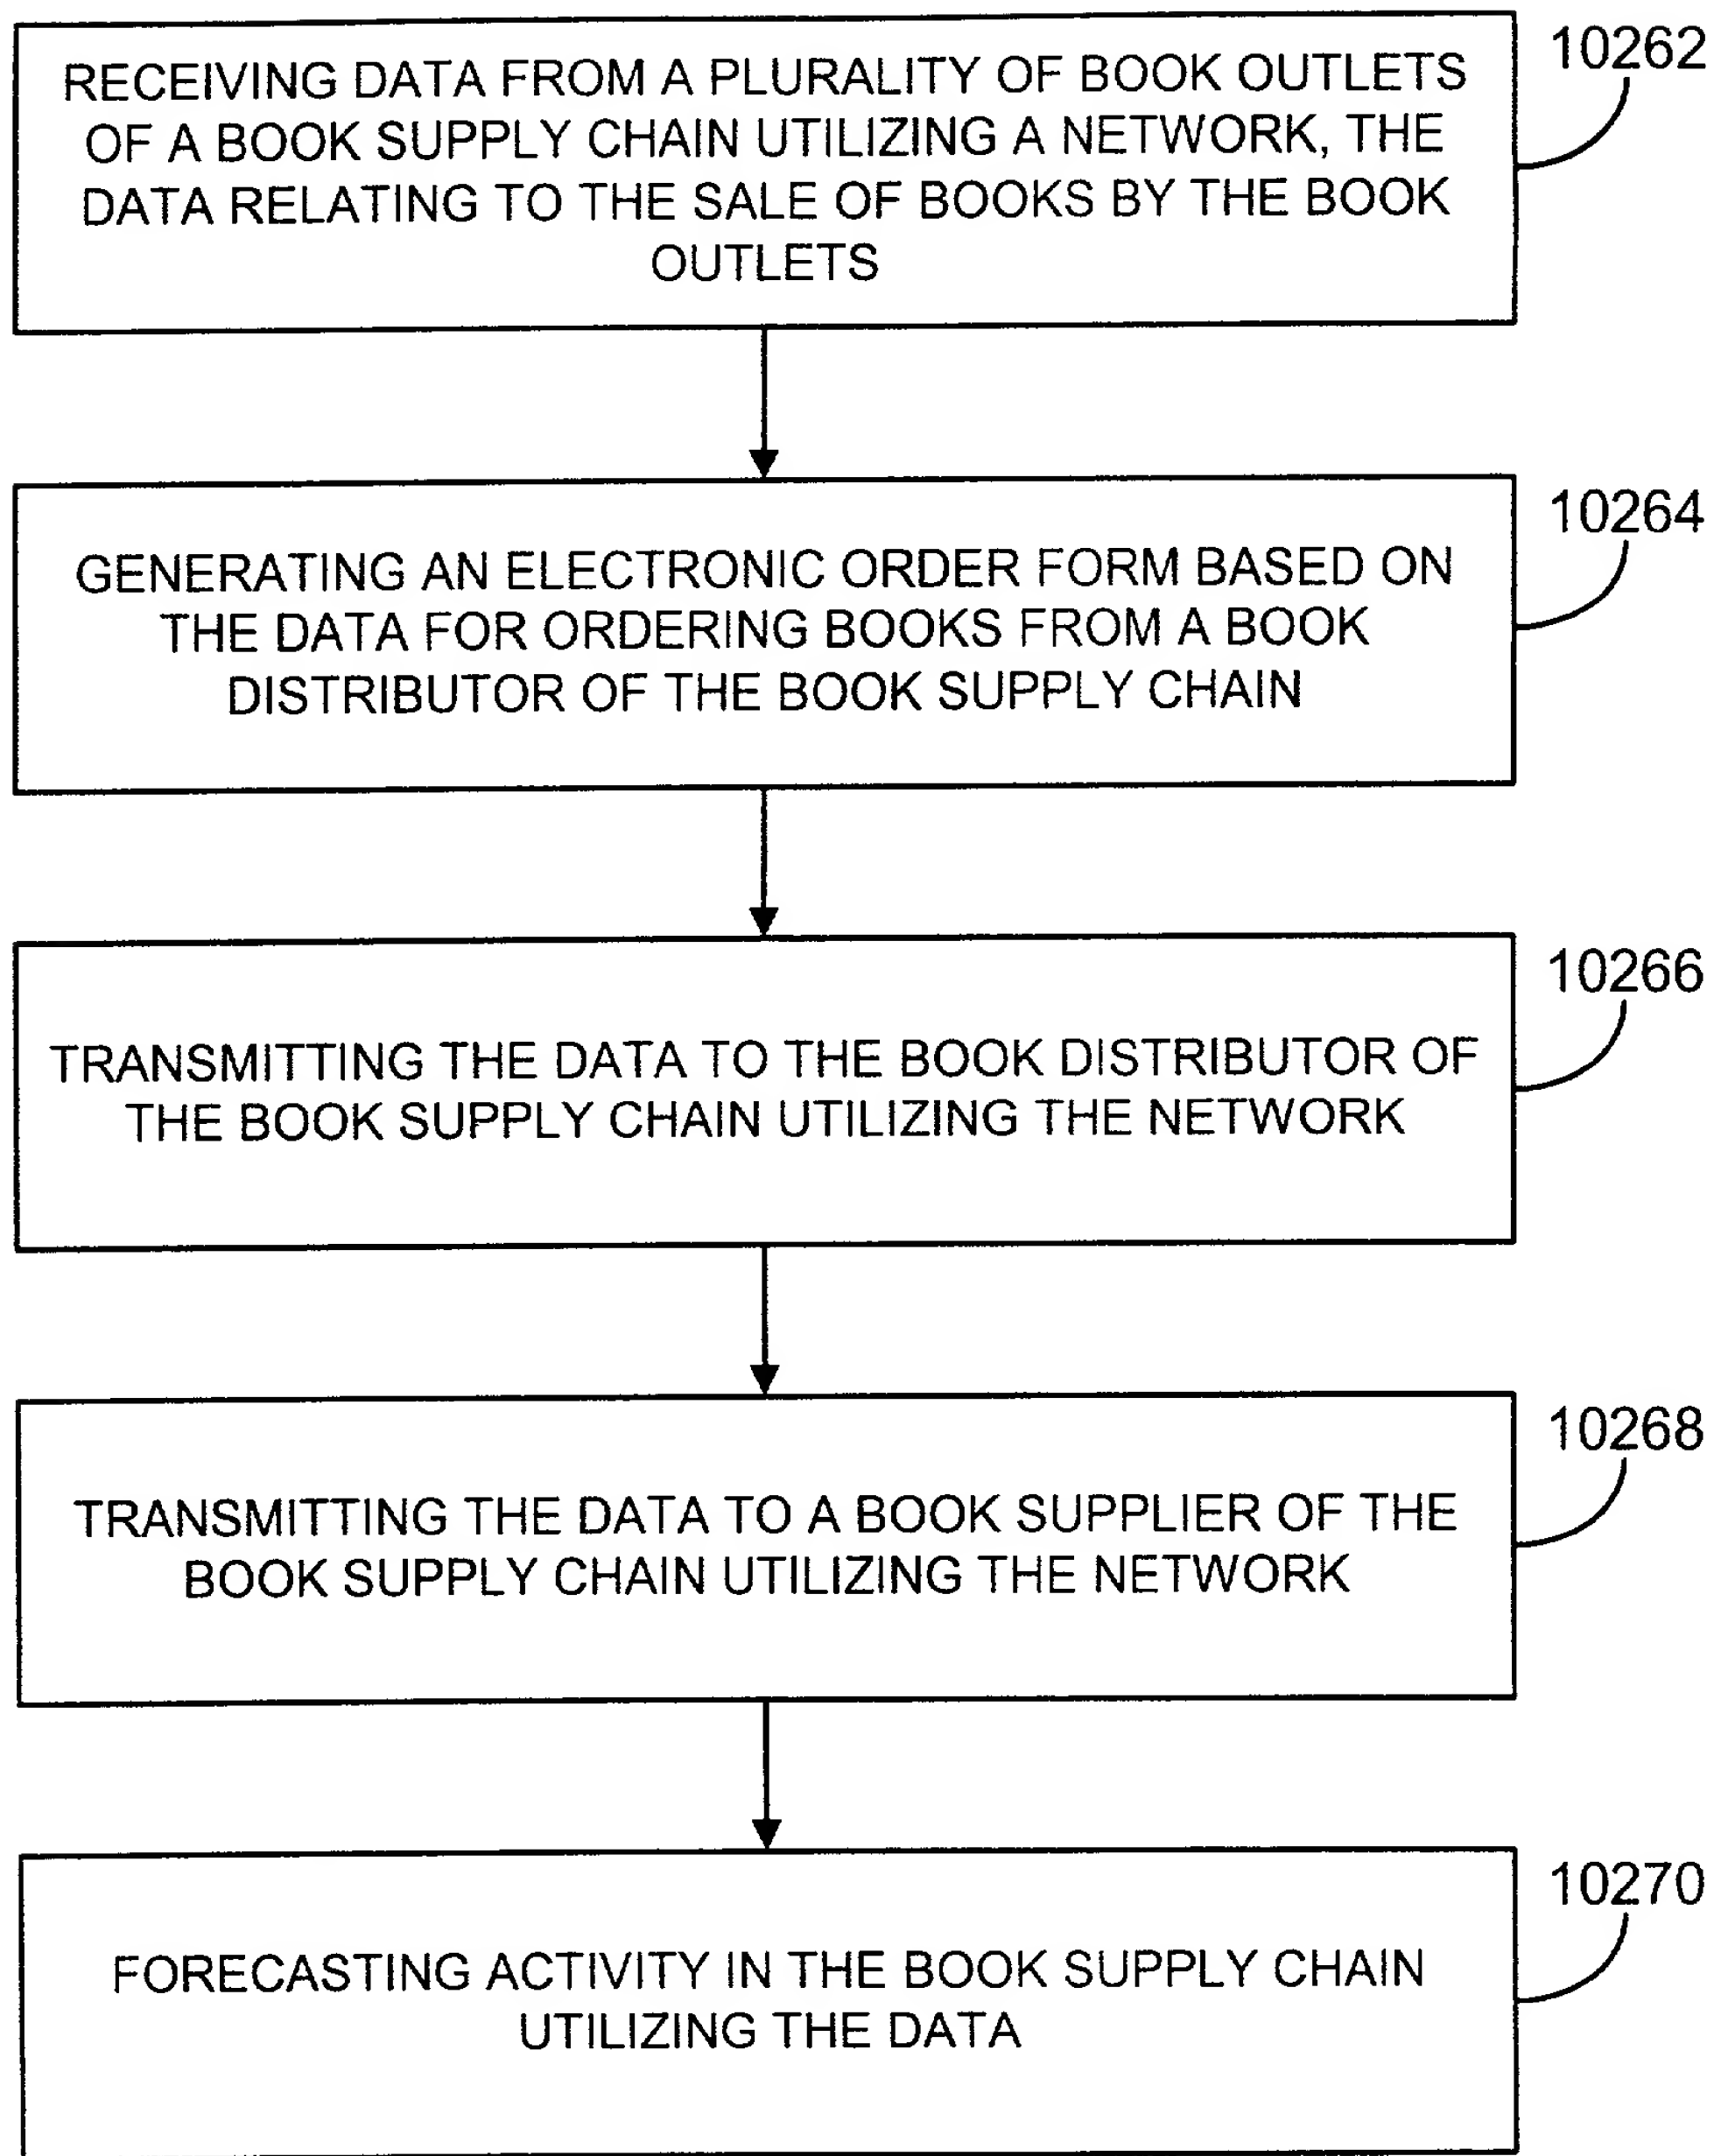 10262
RECEIVING DATA FROM A PLURALITY OF BOOK OUTLETS
OF A BOOK SUPPLY CHAIN UTILIZING A NETWORK, THE
DATA RELATING TO THE SALE OF BOOKS BY THE BOOK
OUTLETS
10264
GENERATING AN ELECTRONIC ORDER FORM BASED ON
THE DATA FOR ORDERING BOOKS FROM A BOOK
DISTRIBUTOR OF THE BOOK SUPPLY CHAIN
10266
TRANSMITTING THE DATA TO THE BOOK DISTRIBUTOR OF
THE BOOK SUPPLY CHAIN UTILIZING THE NETWORK
10268
TRANSMITTING THE DATA TO A BOOK SUPPLIER OF THE
BOOK SUPPLY CHAIN UTILIZING THE NETWORK
10270
FORECASTING ACTIVITY IN THE BOOK SUPPLY CHAIN
UTILIZING THE DATA